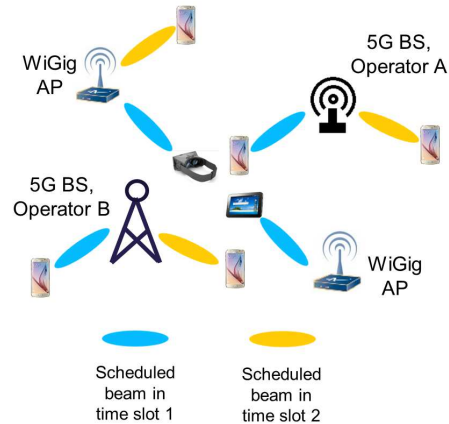 WiGig
AP
5G BS,
Operator A
5G BS,
Operator B
WiGig
AP
Scheduled
beam in
time slot 1
Scheduled
beam in
time slot 2